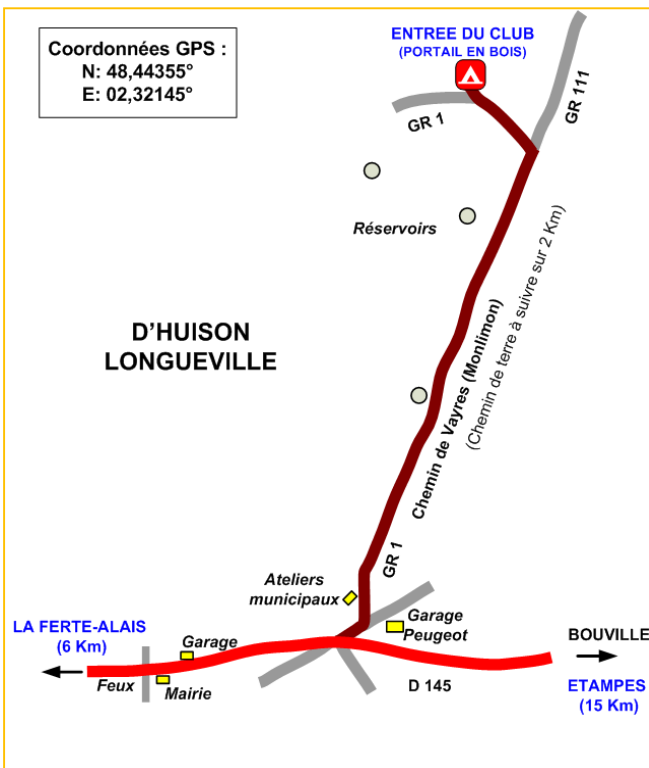 Coordonnées GPS :
N: 48,44355°
E: 02,32145°
ENTREE DU CLUB
(PORTAIL EN BOIS)
GR 1
GR 111
Réservoirs
D'HUISON
LONGUEVILLE
Chemin de Vayres (Monlimon)
(Chemin de terre à suivre sur 2 Km)
GR 1
Ateliers
municipaux
Garage
Peugeot
LA FERTE-ALAIS
(6 Km)
Garage
Feux
Mairie
D 145
BOUVILLE
ETAMPES
(15 Km)